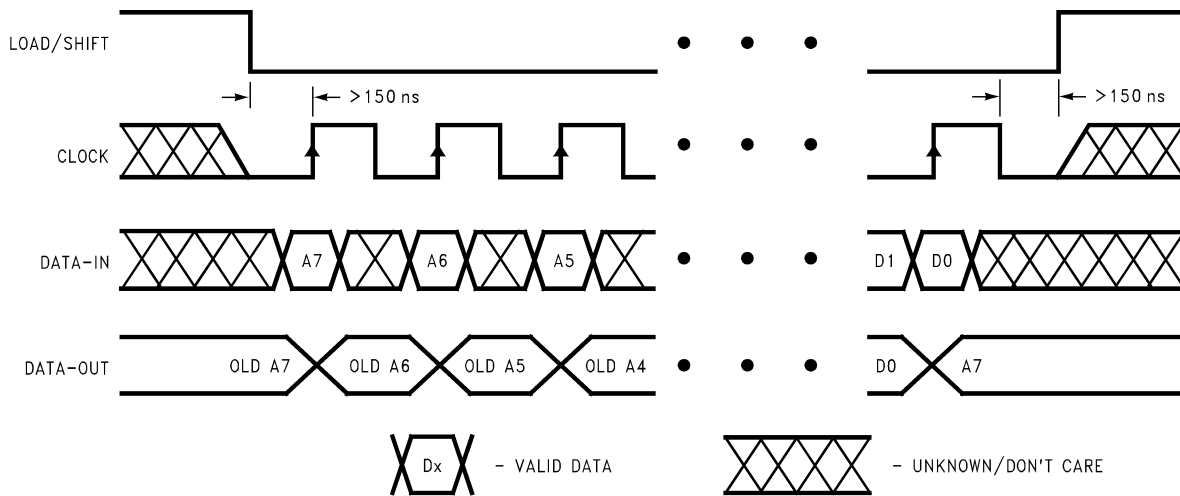 LOAD/SHIFT
>150 ns >150 ns
CLOCK
DATA-IN A7 A6 A5 D1 D0
DATA-OUT OLD A7 OLD A6 OLD A5 OLD A4 D0 A7
Dx - VALID DATA - UNKNOWN/DON'T CARE